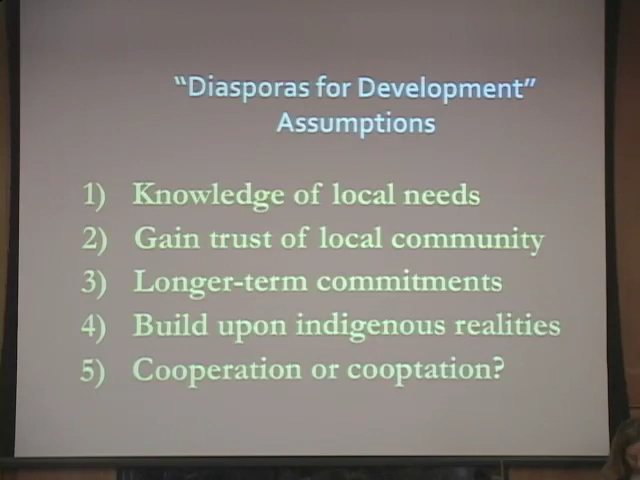 "Diasporas for Development"
Assumptions
1) Knowledge of local needs
2) Gain trust of local community
3) Longer-term commitments
4) Build upon indigenous realities
5) Cooperation or cooptation?